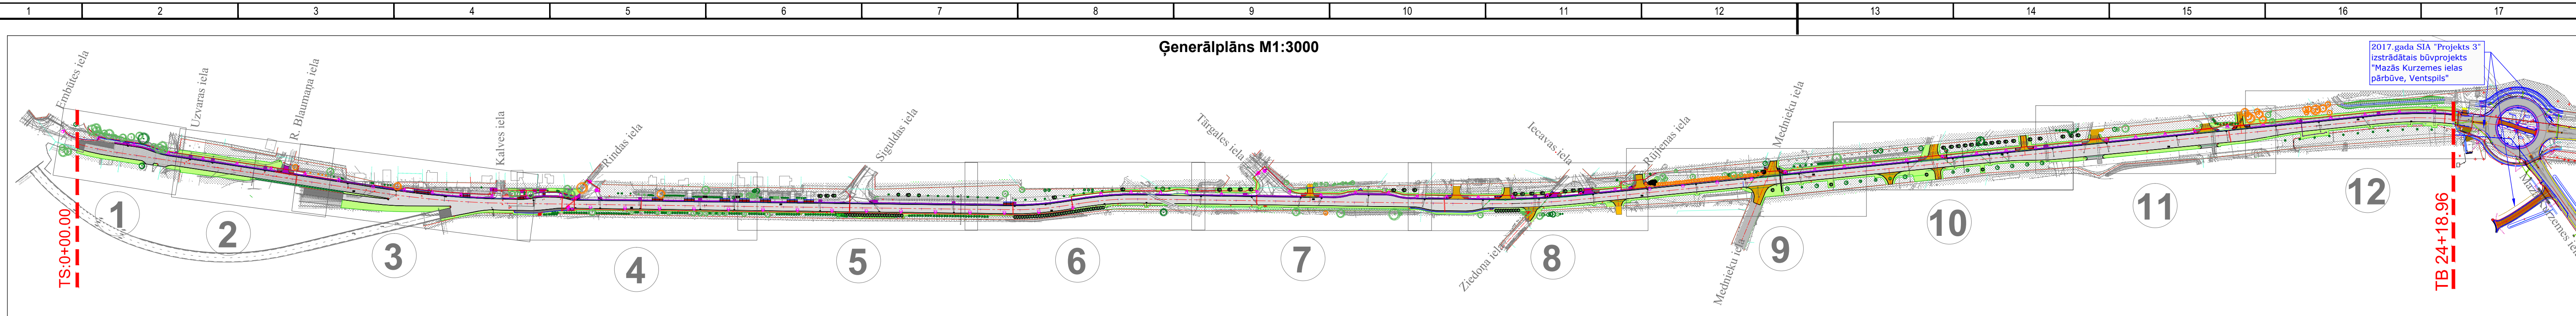 1 2 3 4 5 6 7 8 9 10 11 12 13 14 15 16 17
Ģenerālplāns M1:3000
2017.gada SIA "Projekts 3"
izstrādātais būvprojekts
"Mazās Kurzemes ielas
pārbūve, Ventspils"
Embūtes iela
Uzvaras iela
R. Blaumaņa iela
Kalves iela
Rindas iela
Siguldas iela
Tārgales iela
Iecavas iela
Rūjienas iela
Mednieku iela
Ziedoņa iela
Mednieku iela
TS:0+00.00
TB 24+18.96
1
2
3
4
5
6
7
8
9
10
11
12